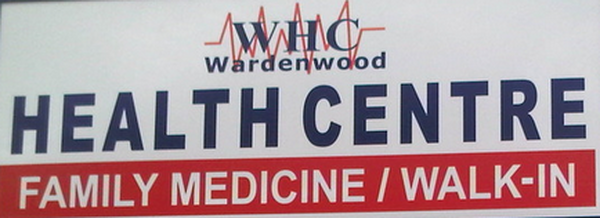 WHC
Wardenwood
HEALTH CENTRE
FAMILY MEDICINE / WALK-IN